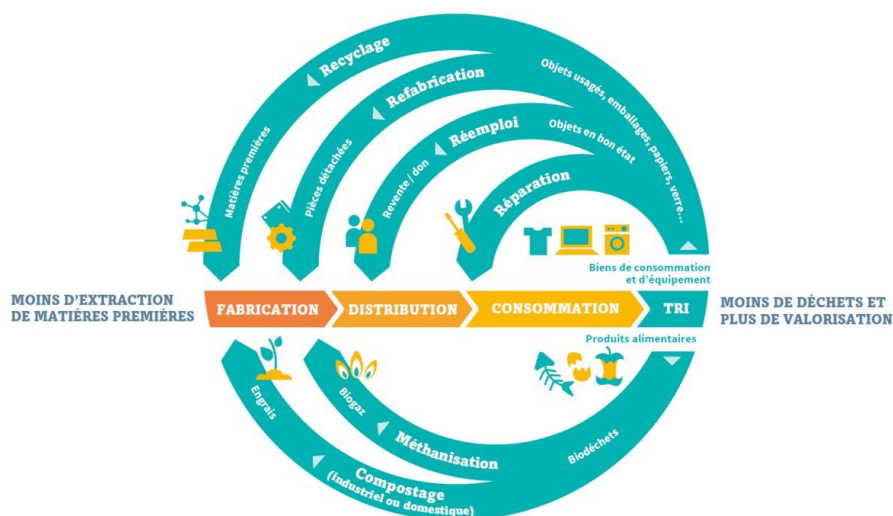 Recyclage
Refabrication
Réemploi
Réparation
Objets usagés, emballages, papiers, verre...
Objets en bon état
Matières premières
Pièces détachées
Revente / don
Biens de consommation
et d'équipement
MOINS D'EXTRACTION
DE MATIÈRES PREMIÈRES
FABRICATION
DISTRIBUTION
CONSOMMATION
TRI
MOINS DE DÉCHETS ET
PLUS DE VALORISATION
Produits alimentaires
Engrais
Biogaz
Méthanisation
Biodéchets
Compostage
(industriel ou domestique)